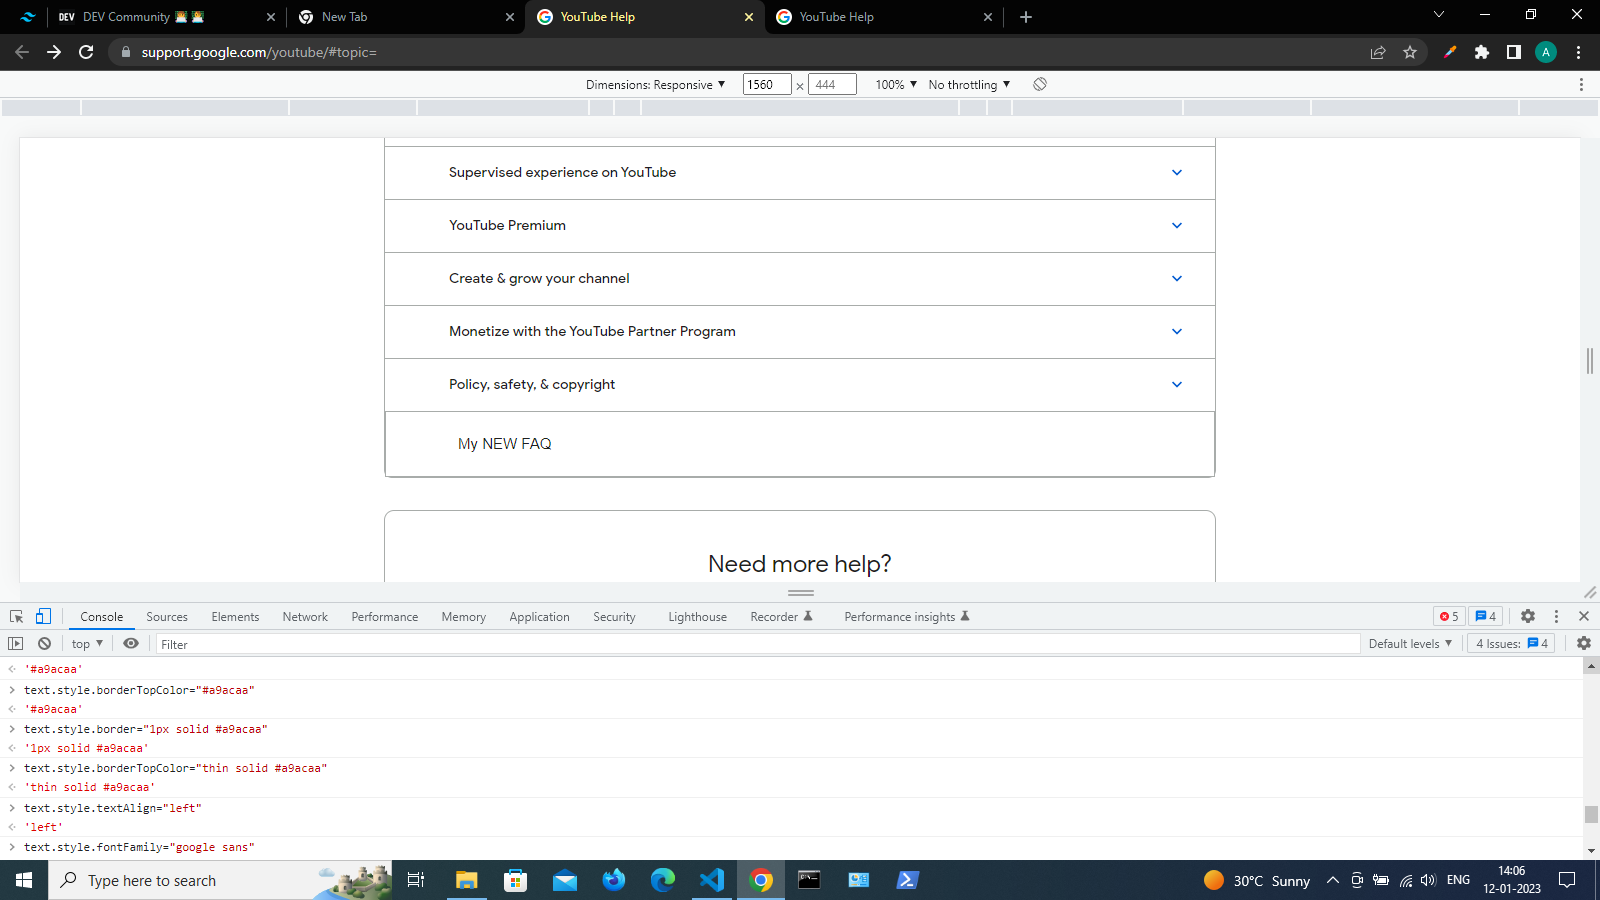 DEV DEV Community
New Tab
YouTube Help
YouTube Help
support.google.com/youtube/#topic=
A
Dimensions: Responsive
1560 × 444
100%
No throttling
Supervised experience on YouTube
YouTube Premium
Create & grow your channel
Monetize with the YouTube Partner Program
Policy, safety, & copyright
My NEW FAQ
Need more help?
Console Sources Elements Network Performance Memory Application Security Lighthouse Recorder Performance insights 5 4
top Filter Default levels 4 Issues: 4
'#a9acaa'
text.style.borderTopColor="#a9acaa"
'#a9acaa'
text.style.border="1px solid #a9acaa"
'1px solid #a9acaa'
text.style.borderTopColor="thin solid #a9acaa"
'thin solid #a9acaa'
text.style.textAlign="left"
'left'
text.style.fontFamily="google sans"
Type here to search
30°C Sunny
ENG
14:06
12-01-2023